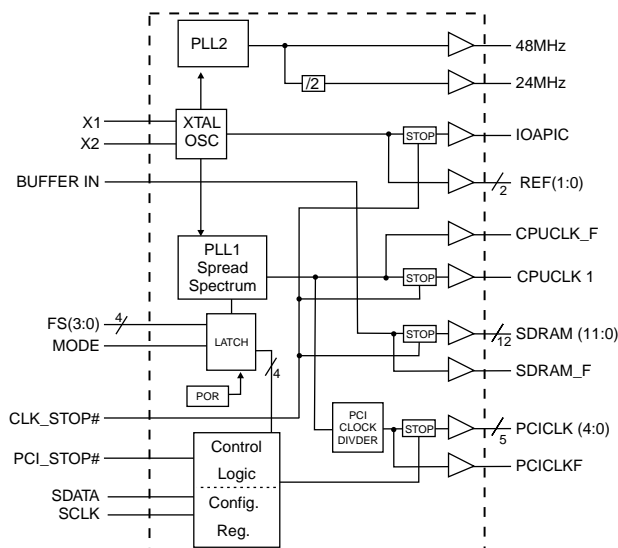 PLL2
48MHz
/2
24MHz
X1
X2
XTAL
OSC
STOP
IOAPIC
BUFFER IN
2
REF(1:0)
CPUCLK_F
PLL1
Spread
Spectrum
STOP
CPUCLK 1
FS(3:0)
4
MODE
LATCH
STOP
12
SDRAM (11:0)
4
SDRAM_F
POR
CLK_STOP#
PCI
CLOCK
DIVDER
STOP
5
PCICLK (4:0)
PCI_STOP#
Control
Logic
PCICLKF
SDATA
SCLK
Config.
Reg.